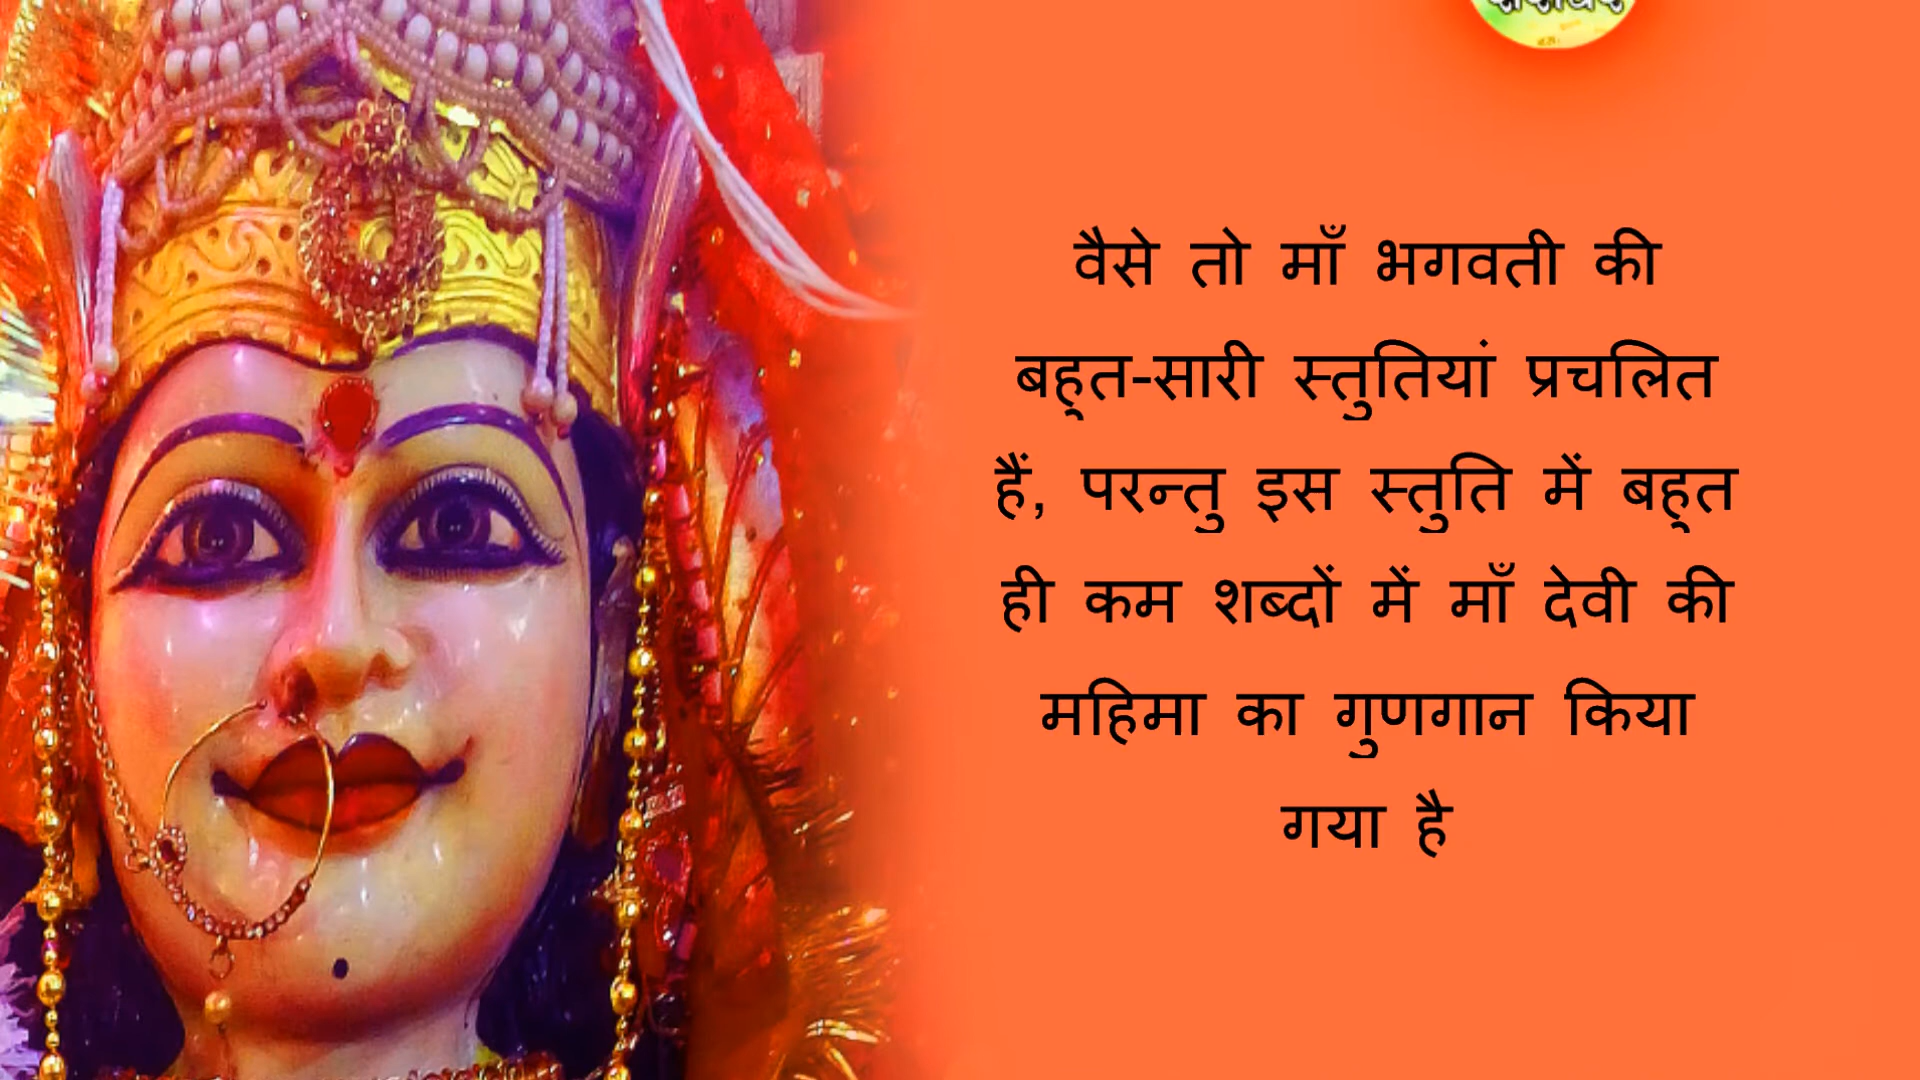 वैसे तो माँ भगवती की
बहुत-सारी स्तुतियां प्रचलित
हैं, परन्तु इस स्तुति में बहुत
ही कम शब्दों में माँ देवी की
महिमा का गुणगान किया
गया है